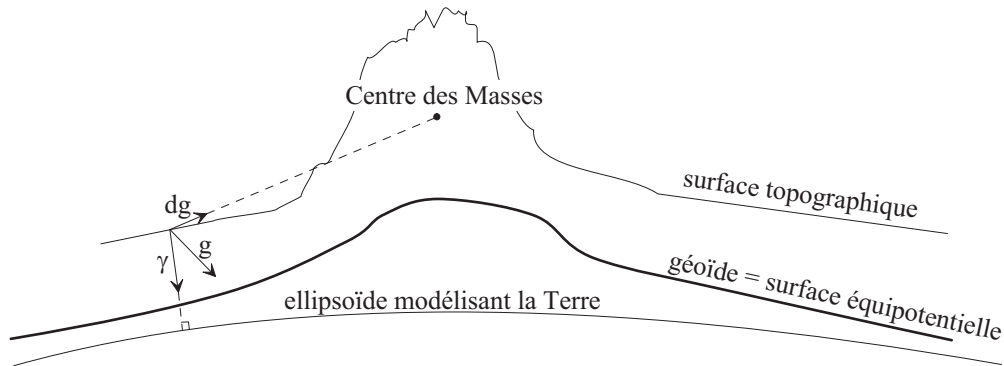 Centre des Masses
surface topographique
dg
g
γ
géoïde = surface équipotentielle
ellipsoïde modélisant la Terre